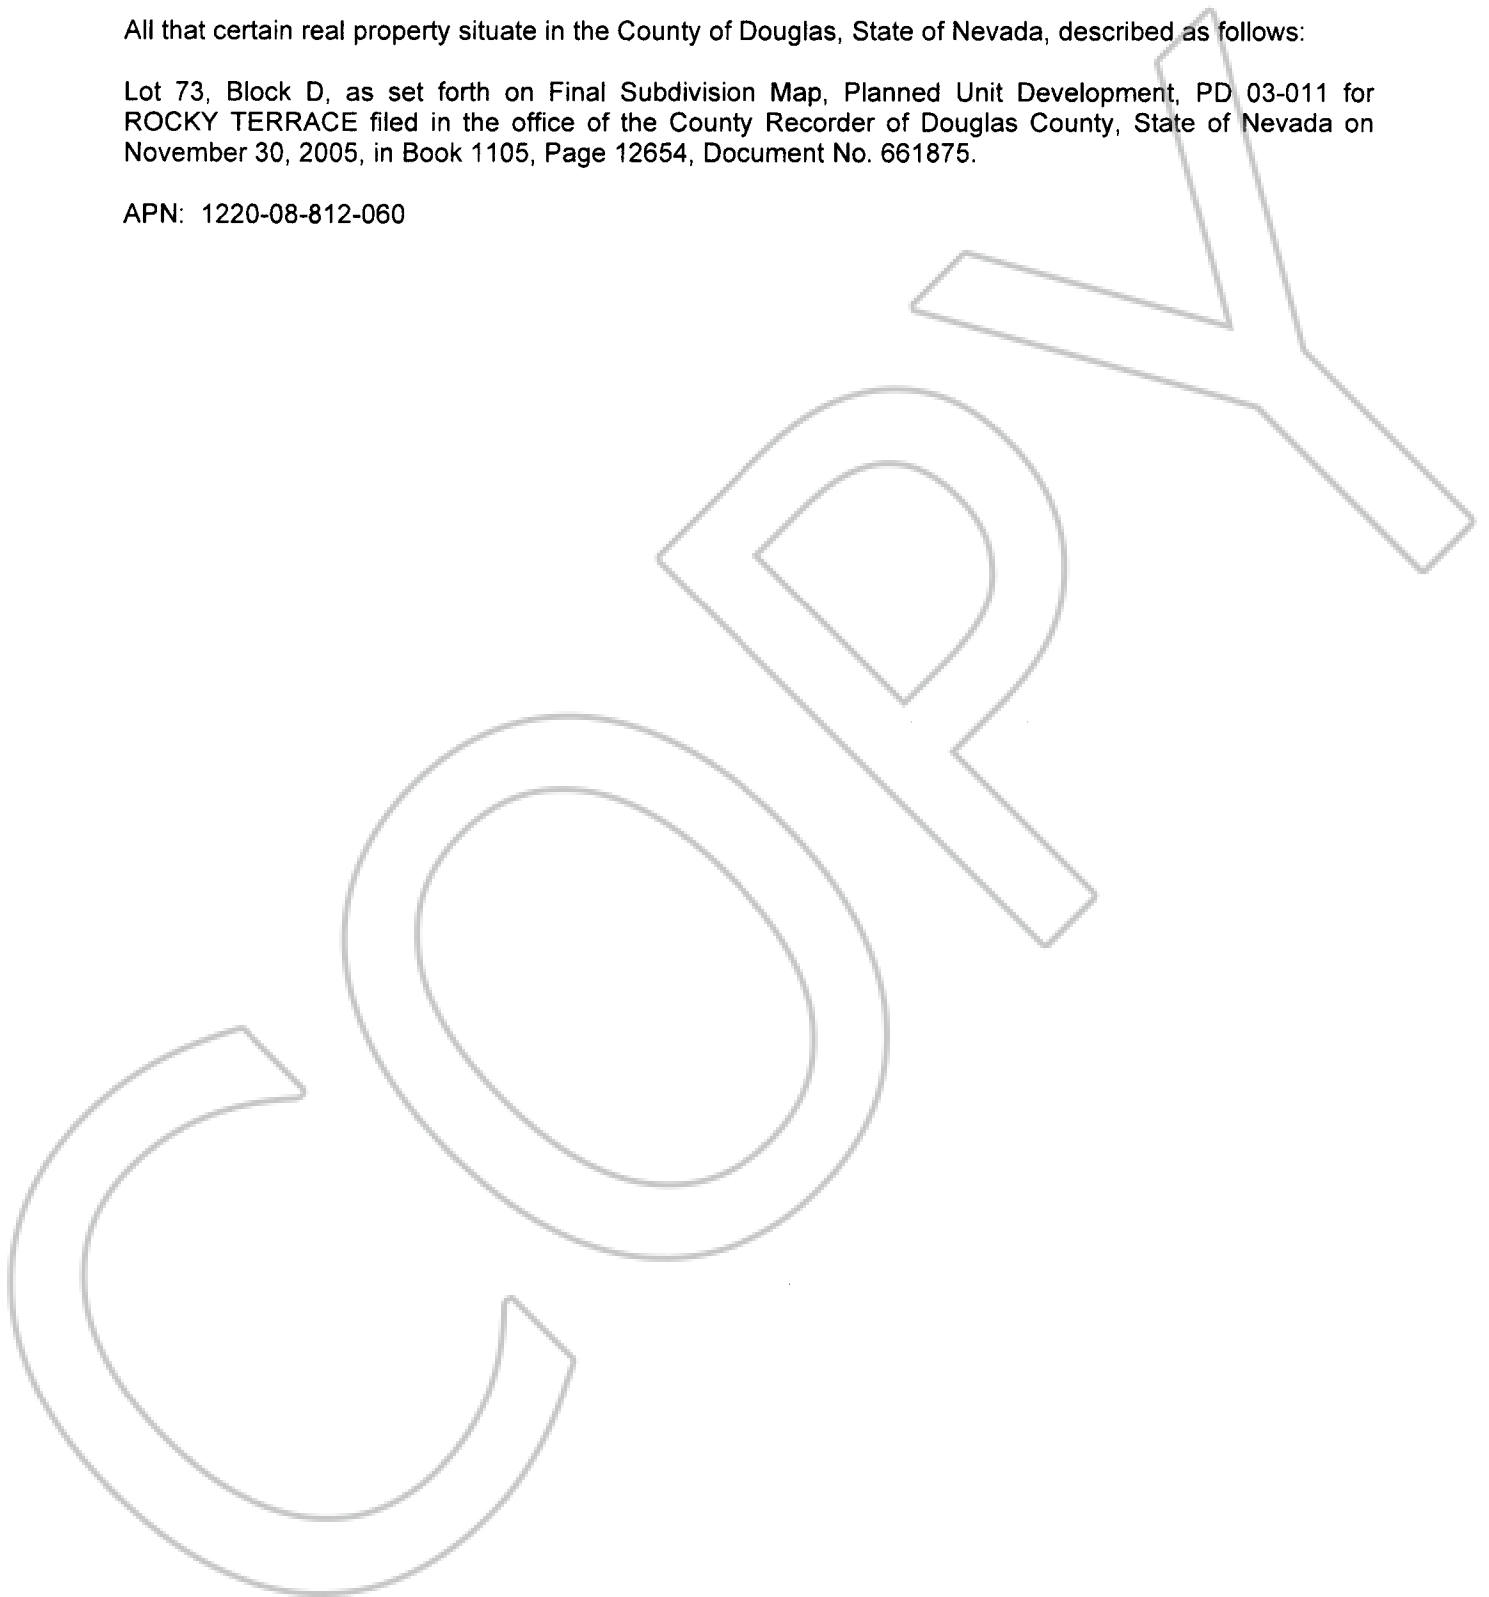 All that certain real property situate in the County of Douglas, State of Nevada, described as follows:
Lot 73, Block D, as set forth on Final Subdivision Map, Planned Unit Development, PD 03-011 for
ROCKY TERRACE filed in the office of the County Recorder of Douglas County, State of Nevada on
November 30, 2005, in Book 1105, Page 12654, Document No. 661875.
APN: 1220-08-812-060
COPY